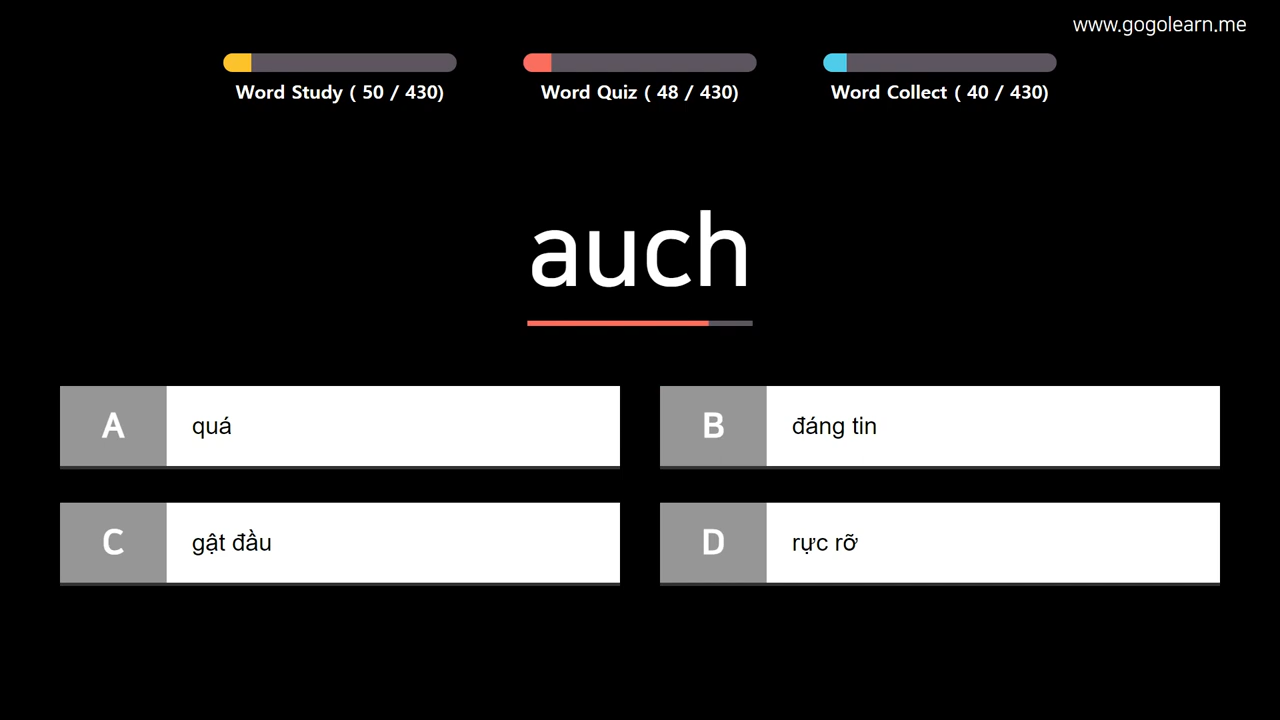 www.gogolearn.me
Word Study ( 50 / 430)
Word Quiz ( 48 / 430)
Word Collect ( 40 / 430)
auch
A quá
B đáng tin
C gật đầu
D rực rỡ